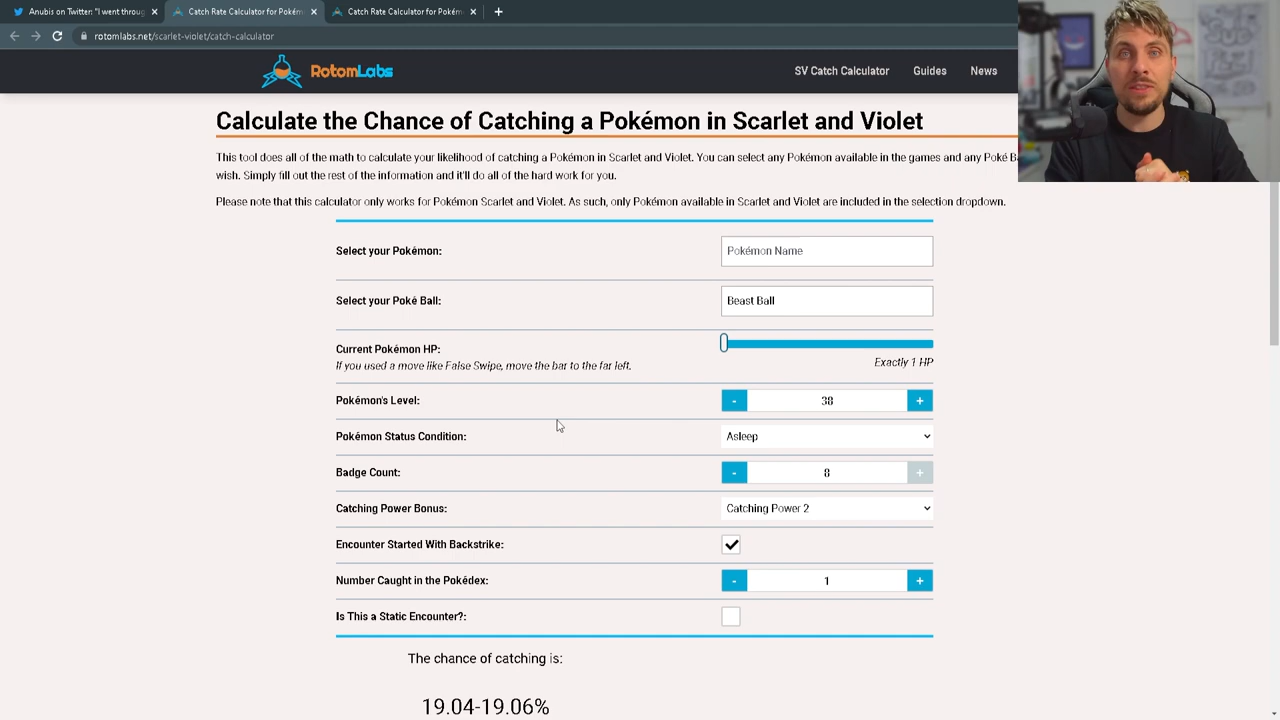 Anubis on Twitter: "I went throug
Catch Rate Calculator for Pokém
Catch Rate Calculator for Pokém
rotomlabs.net/scarlet-violet/catch-calculator
RotomLabs
SV Catch Calculator
Guides
News
Calculate the Chance of Catching a Pokémon in Scarlet and Violet
This tool does all of the math to calculate your likelihood of catching a Pokémon in Scarlet and Violet. You can select any Pokémon available in the games and any Poké Ba
wish. Simply fill out the rest of the information and it'll do all of the hard work for you.
Please note that this calculator only works for Pokémon Scarlet and Violet. As such, only Pokémon available in Scarlet and Violet are included in the selection dropdown.
Select your Pokémon:
Pokémon Name
Select your Poké Ball:
Beast Ball
Current Pokémon HP:
If you used a move like False Swipe, move the bar to the far left.
Exactly 1 HP
Pokémon's Level:
- 38 +
Pokémon Status Condition:
Asleep
Badge Count:
- 8 +
Catching Power Bonus:
Catching Power 2
Encounter Started With Backstrike:
Number Caught in the Pokédex:
- 1 +
Is This a Static Encounter?:
The chance of catching is:
19.04-19.06%